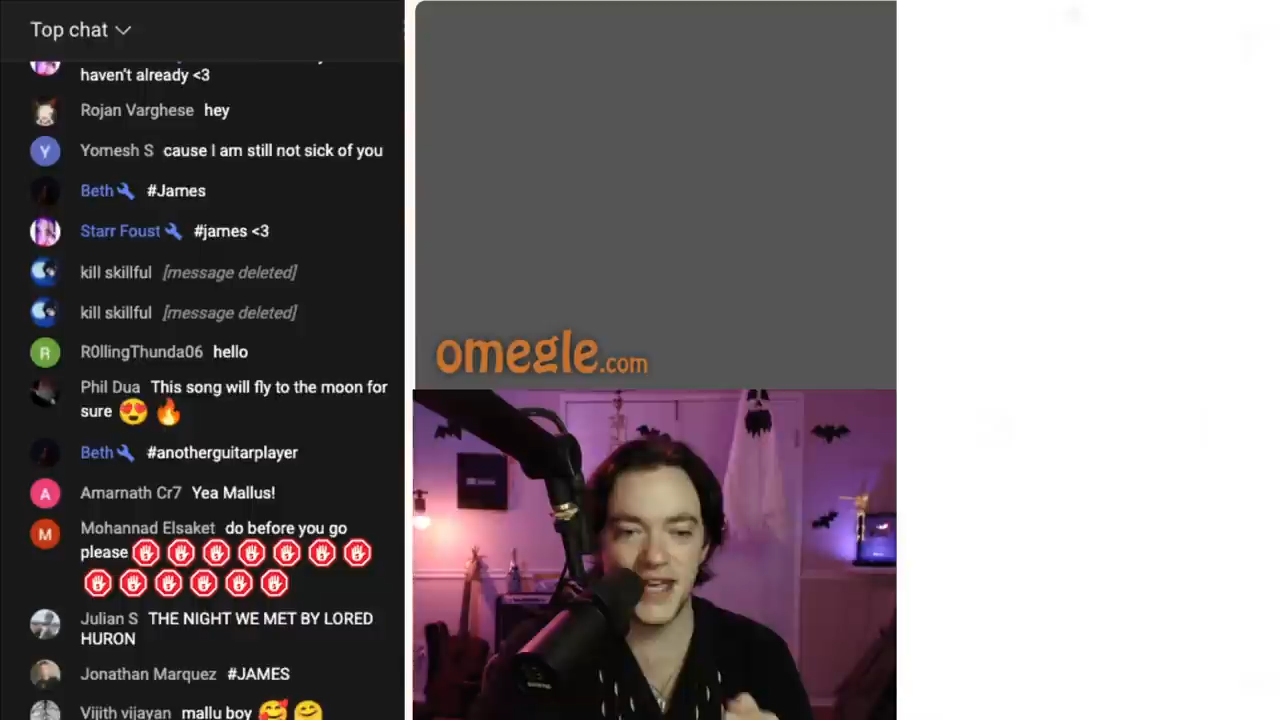 Top chat
haven't already <3
Rojan Varghese hey
Y
Yomesh S cause I am still not sick of you
Beth #James
Starr Foust #james <3
kill skillful [message deleted]
kill skillful [message deleted]
R
R0llingThunda06 hello
Phil Dua This song will fly to the moon for
sure 😍 🔥
Beth #anotherguitarplayer
A
Amarnath Cr7 Yea Mallus!
Mohannad Elsaket do before you go
M
please
Julian S THE NIGHT WE MET BY LORED
HURON
Jonathan Marquez #JAMES
Vijith vijayan mallu boy 🥰 🤗
omegle.com